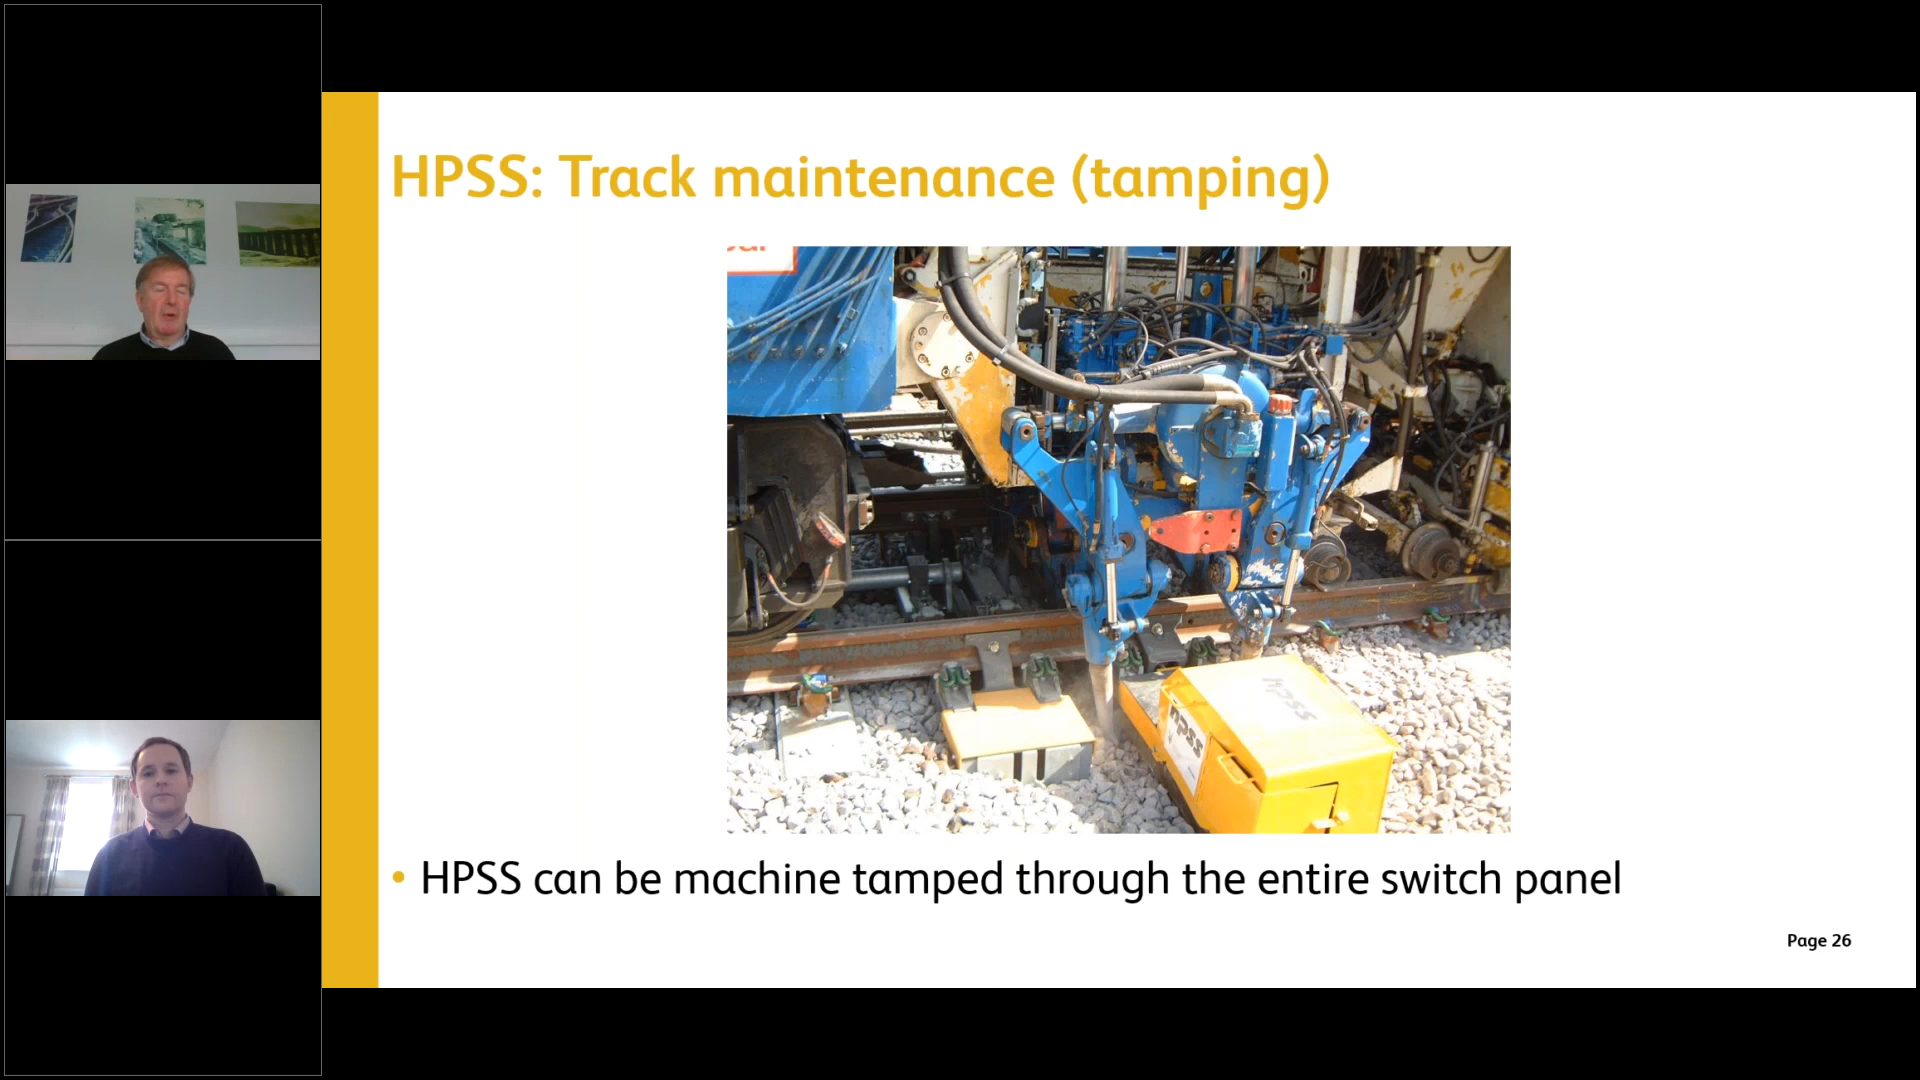 HPSS: Track maintenance (tamping)
hpss
hpss
• HPSS can be machine tamped through the entire switch panel
Page 26